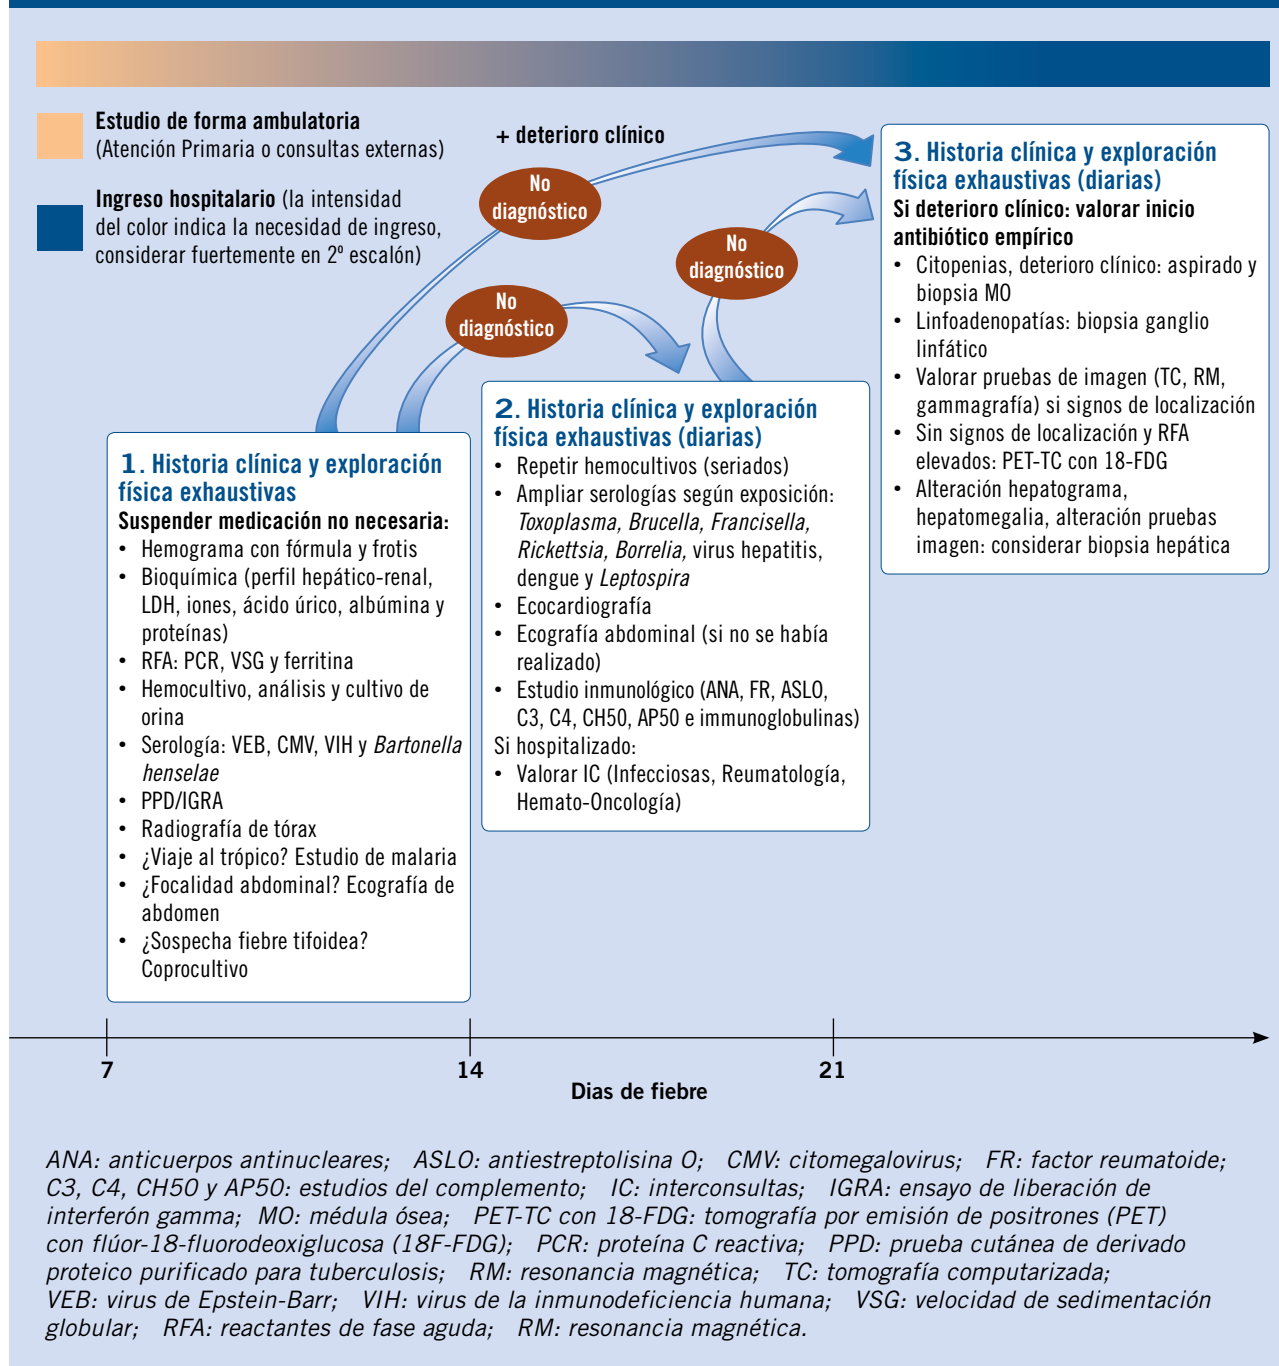 Estudio de forma ambulatoria
(Atención Primaria o consultas externas)
Ingreso hospitalario (la intensidad
del color indica la necesidad de ingreso,
considerar fuertemente en 2º escalón)
+ deterioro clínico
No
diagnóstico
No
diagnóstico
No
diagnóstico
1. Historia clínica y exploración
física exhaustivas
Suspender medicación no necesaria:
• Hemograma con fórmula y frotis
• Bioquímica (perfil hepático-renal,
LDH, iones, ácido úrico, albúmina y
proteínas)
• RFA: PCR, VSG y ferritina
• Hemocultivo, análisis y cultivo de
orina
• Serología: VEB, CMV, VIH y Bartonella
henselae
• PPD/IGRA
• Radiografía de tórax
• ¿Viaje al trópico? Estudio de malaria
• ¿Focalidad abdominal? Ecografía de
abdomen
• ¿Sospecha fiebre tifoidea?
Coprocultivo
2. Historia clínica y exploración
física exhaustivas (diarias)
• Repetir hemocultivos (seriados)
• Ampliar serologías según exposición:
Toxoplasma, Brucella, Francisella,
Rickettsia, Borrelia, virus hepatitis,
dengue y Leptospira
• Ecocardiografía
• Ecografía abdominal (si no se había
realizado)
• Estudio inmunológico (ANA, FR, ASLO,
C3, C4, CH50, AP50 e immunoglobulinas)
Si hospitalizado:
• Valorar IC (Infecciosas, Reumatología,
Hemato-Oncología)
3. Historia clínica y exploración
física exhaustivas (diarias)
Si deterioro clínico: valorar inicio
antibiótico empírico
• Citopenias, deterioro clínico: aspirado y
biopsia MO
• Linfoadenopatías: biopsia ganglio
linfático
• Valorar pruebas de imagen (TC, RM,
gammagrafía) si signos de localización
• Sin signos de localización y RFA
elevados: PET-TC con 18-FDG
• Alteración hepatograma,
hepatomegalia, alteración pruebas
imagen: considerar biopsia hepática
7
14
21
Dias de fiebre
ANA: anticuerpos antinucleares; ASLO: antiestreptolisina O; CMV: citomegalovirus; FR: factor reumatoide;
C3, C4, CH50 y AP50: estudios del complemento; IC: interconsultas; IGRA: ensayo de liberación de
interferón gamma; MO: médula ósea; PET-TC con 18-FDG: tomografía por emisión de positrones (PET)
con flúor-18-fluorodeoxiglucosa (18F-FDG); PCR: proteína C reactiva; PPD: prueba cutánea de derivado
proteico purificado para tuberculosis; RM: resonancia magnética; TC: tomografía computarizada;
VEB: virus de Epstein-Barr; VIH: virus de la inmunodeficiencia humana; VSG: velocidad de sedimentación
globular; RFA: reactantes de fase aguda; RM: resonancia magnética.